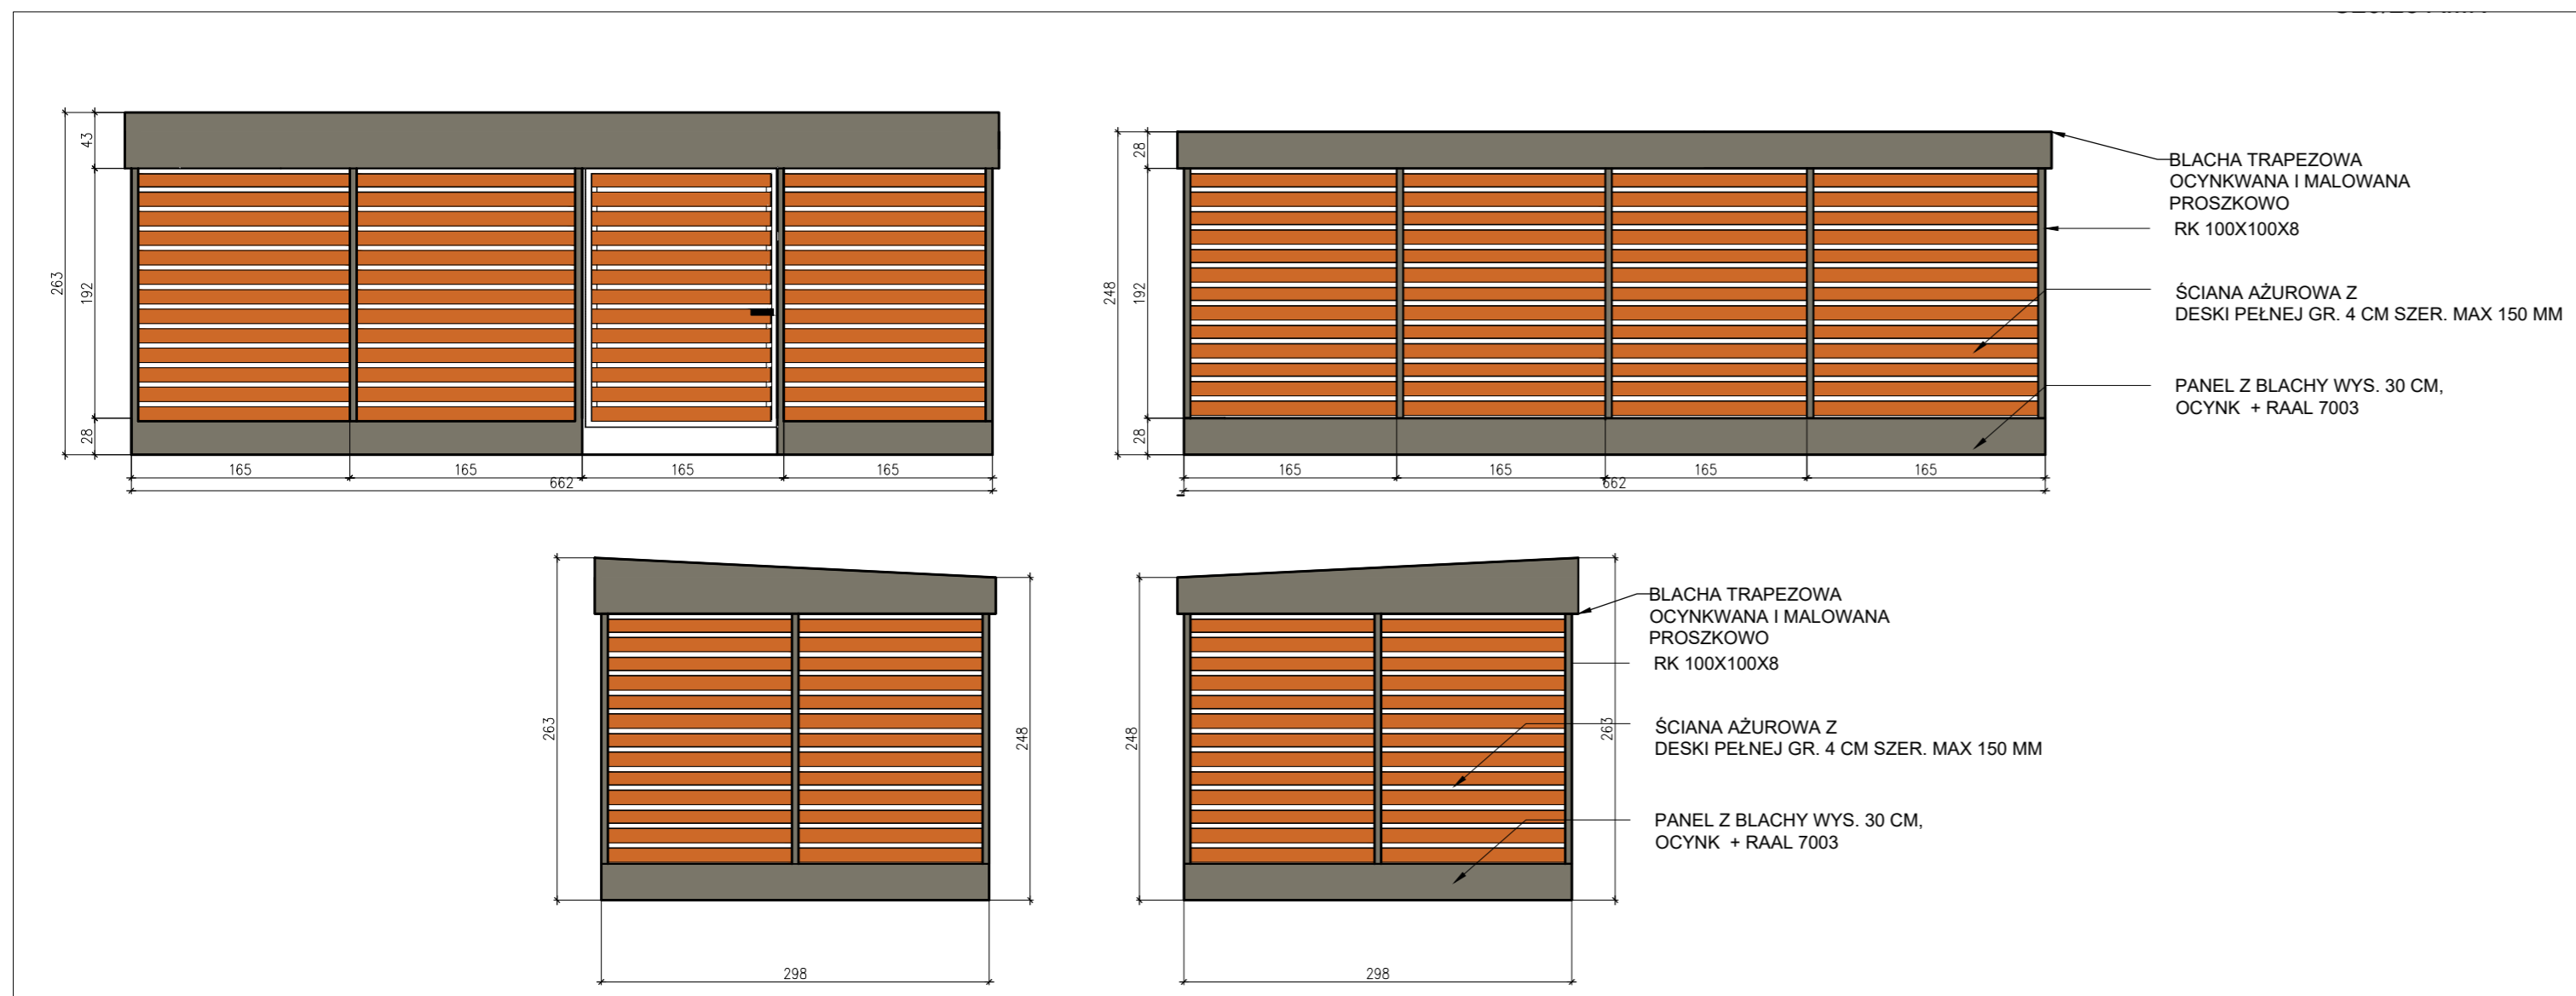 263
43
192
28
165
165
165
165
662
248
28
192
28
165
165
165
165
662
BLACHA TRAPEZOWA
OCYNKWANA I MALOWANA
PROSZKOWO
RK 100X100X8
ŚCIANA AŻUROWA Z
DESKI PEŁNEJ GR. 4 CM SZER. MAX 150 MM
PANEL Z BLACHY WYS. 30 CM,
OCYNK + RAAL 7003
263
248
298
248
263
298
BLACHA TRAPEZOWA
OCYNKWANA I MALOWANA
PROSZKOWO
RK 100X100X8
ŚCIANA AŻUROWA Z
DESKI PEŁNEJ GR. 4 CM SZER. MAX 150 MM
PANEL Z BLACHY WYS. 30 CM,
OCYNK + RAAL 7003